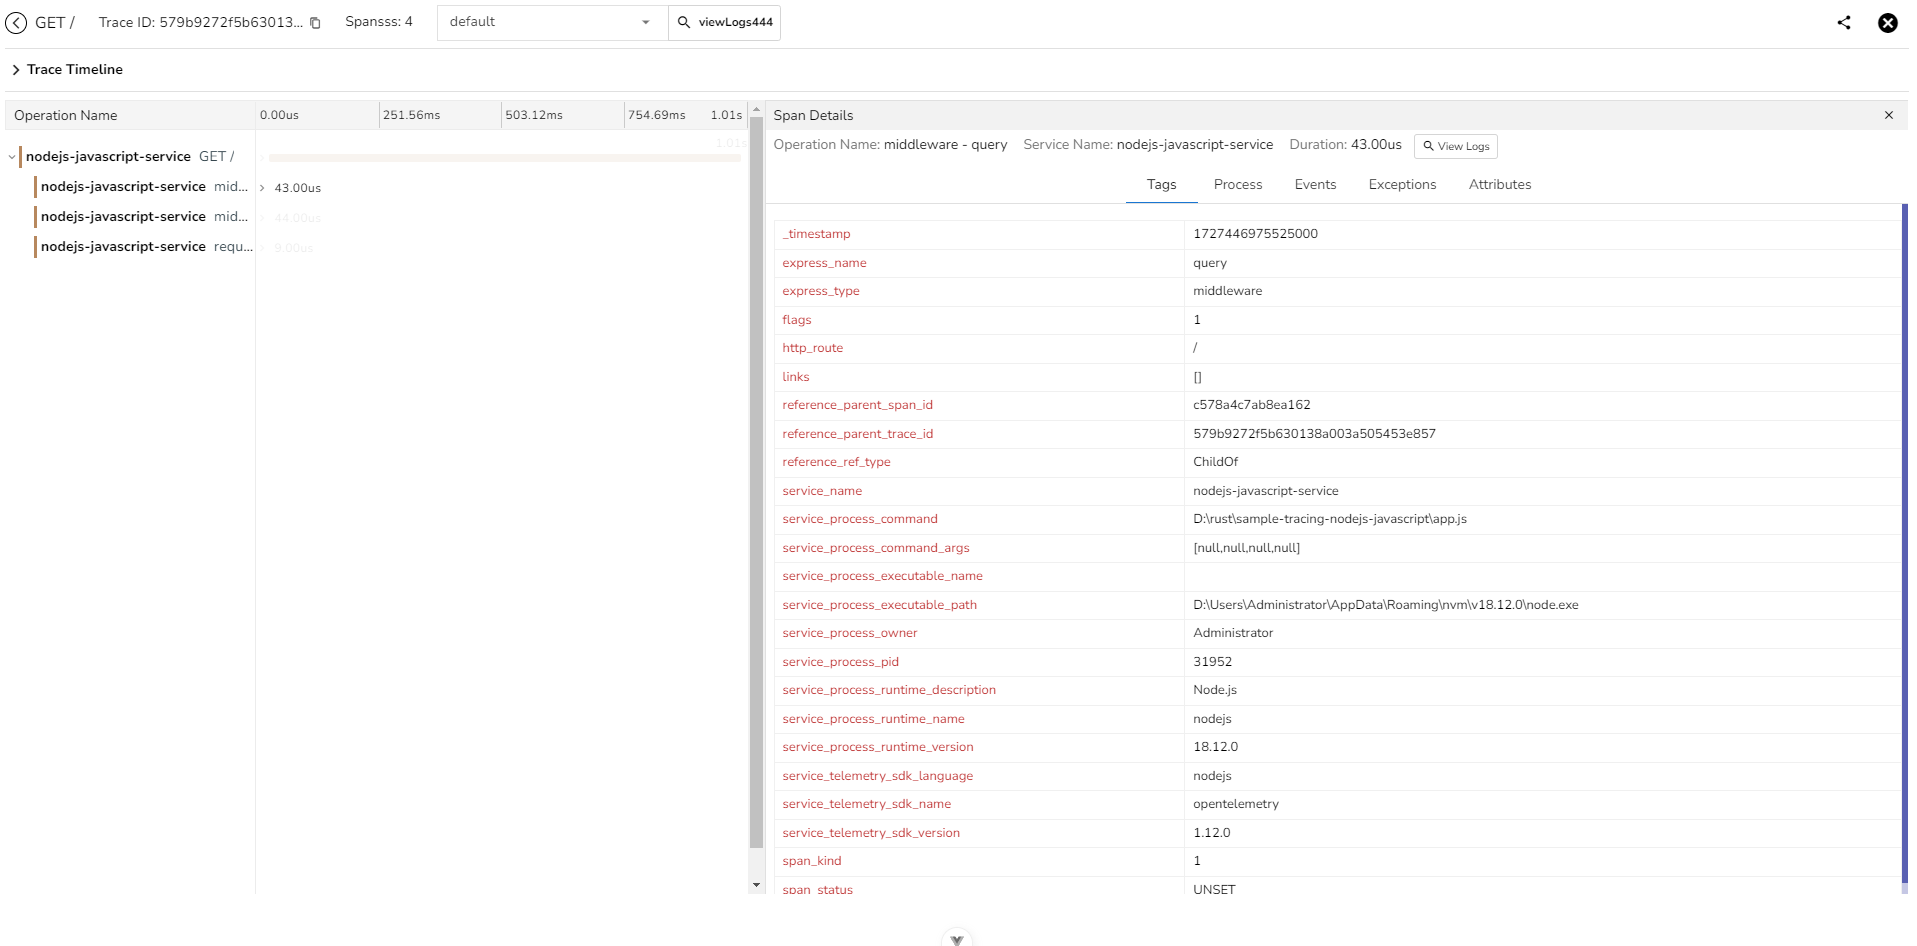 GET / Trace ID: 579b9272f5b63013... Spansss: 4 default viewLogs444
Trace Timeline
Operation Name 0.00us 251.56ms 503.12ms 754.69ms 1.01s
1.01s
nodejs-javascript-service GET /
nodejs-javascript-service mid... 43.00us
nodejs-javascript-service mid... 44.00us
nodejs-javascript-service requ... 9.00us
Span Details
Operation Name: middleware - query Service Name: nodejs-javascript-service Duration: 43.00us View Logs
Tags Process Events Exceptions Attributes
_timestamp 1727446975525000
express_name query
express_type middleware
flags 1
http_route /
links []
reference_parent_span_id c578a4c7ab8ea162
reference_parent_trace_id 579b9272f5b630138a003a505453e857
reference_ref_type ChildOf
service_name nodejs-javascript-service
service_process_command D:\rust\sample-tracing-nodejs-javascript\app.js
service_process_command_args [null,null,null,null]
service_process_executable_name
service_process_executable_path D:\Users\Administrator\AppData\Roaming\nvm\v18.12.0\node.exe
service_process_owner Administrator
service_process_pid 31952
service_process_runtime_description Node.js
service_process_runtime_name nodejs
service_process_runtime_version 18.12.0
service_telemetry_sdk_language nodejs
service_telemetry_sdk_name opentelemetry
service_telemetry_sdk_version 1.12.0
span_kind 1
span_status UNSET